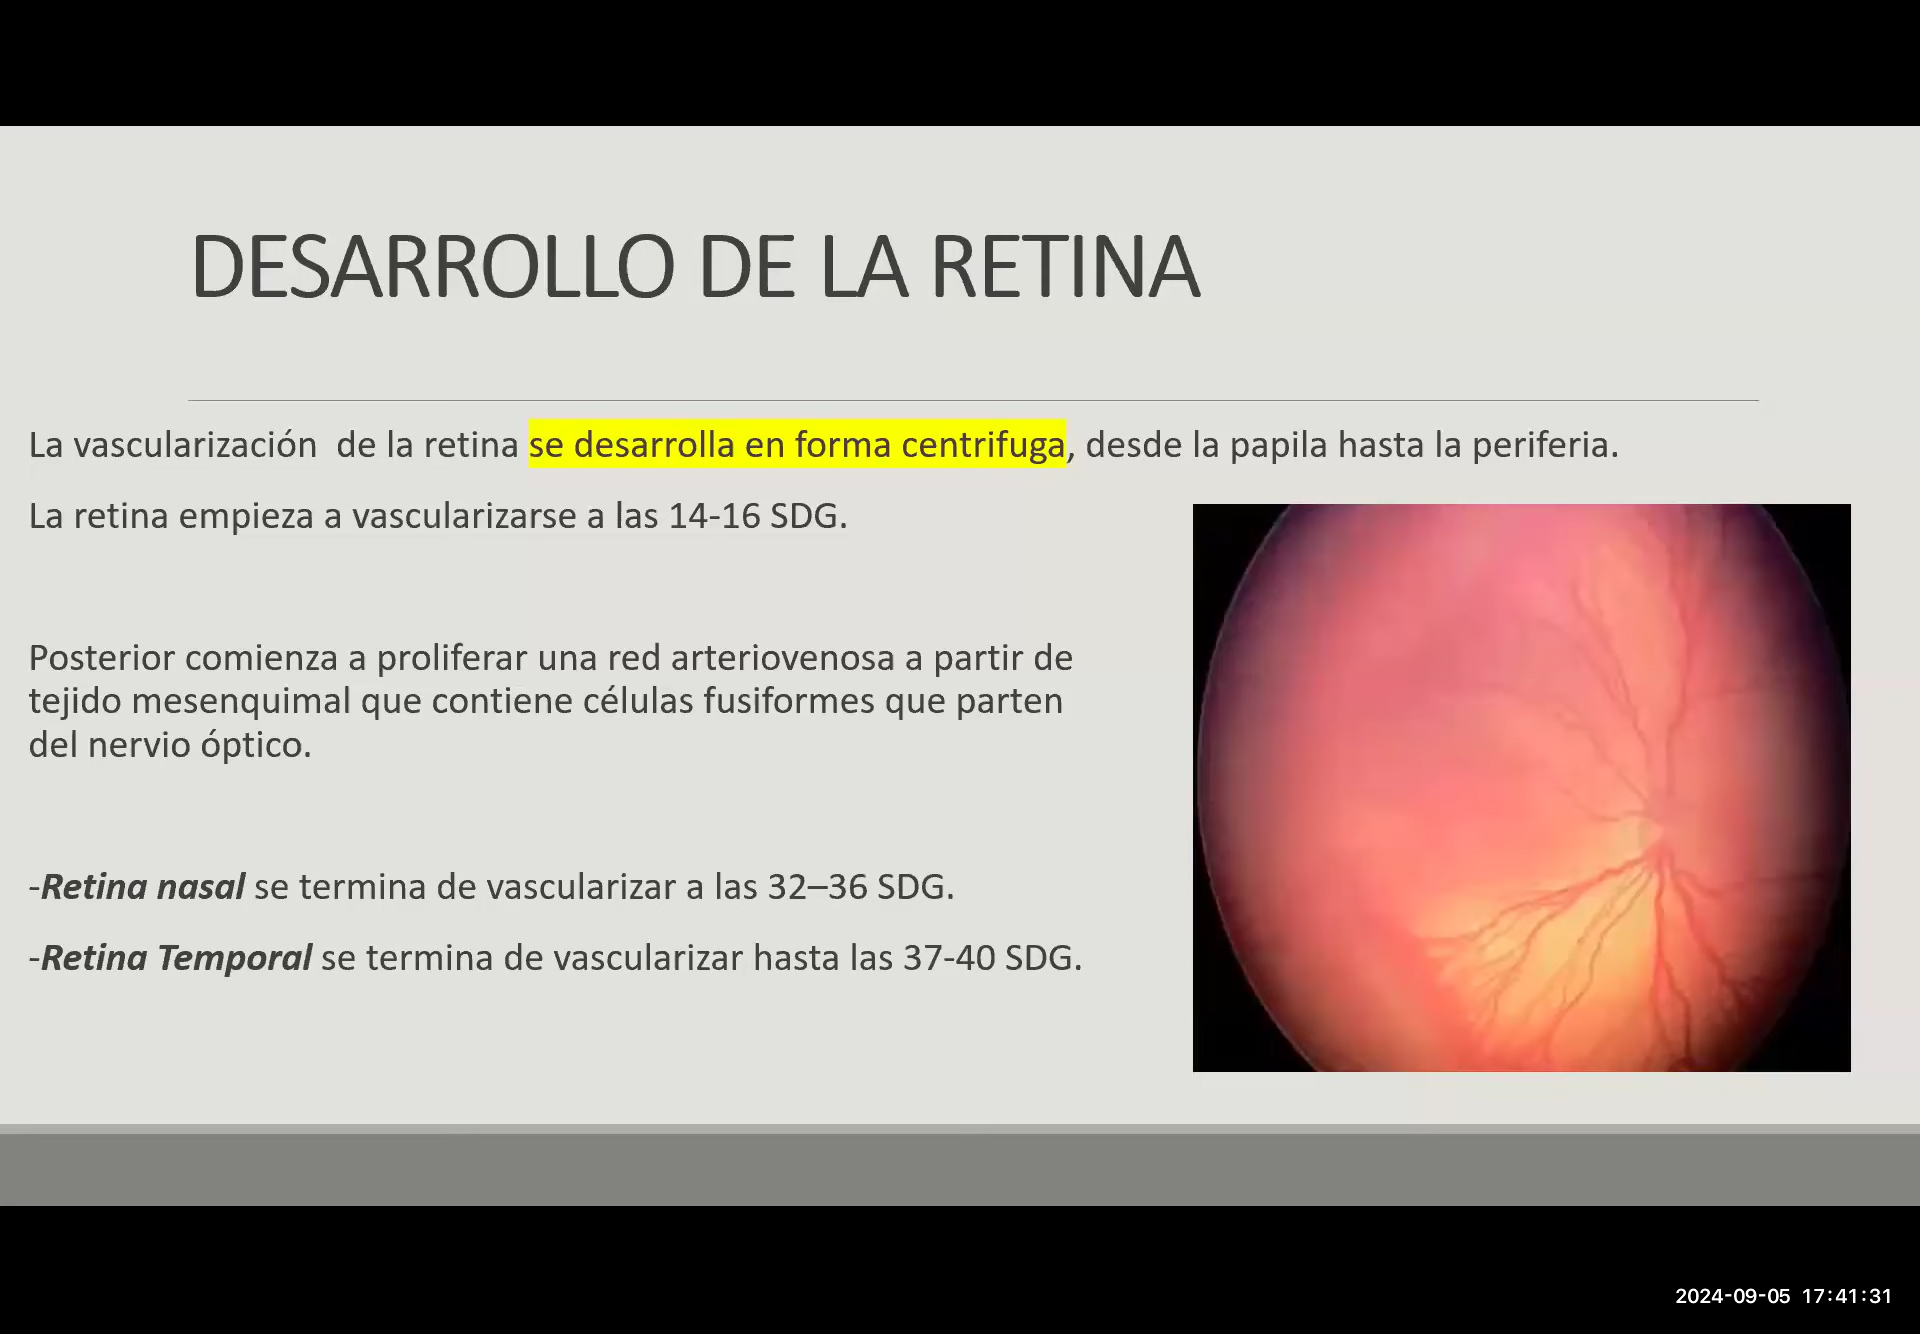 DESARROLLO DE LA RETINA
La vascularización  de la retina se desarrolla en forma centrifuga, desde la papila hasta la periferia.
La retina empieza a vascularizarse a las 14-16 SDG.
Posterior comienza a proliferar una red arteriovenosa a partir de
tejido mesenquimal que contiene células fusiformes que parten
del nervio óptico.
-Retina nasal se termina de vascularizar a las 32–36 SDG.
-Retina Temporal se termina de vascularizar hasta las 37-40 SDG.
2024-09-05 17:41:31